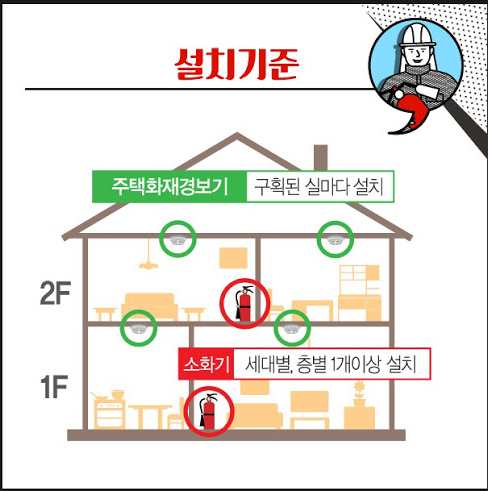 설치기준
주택화재경보기 구획된 실마다 설치
2F
소화기 세대별, 층별 1개이상 설치
1F